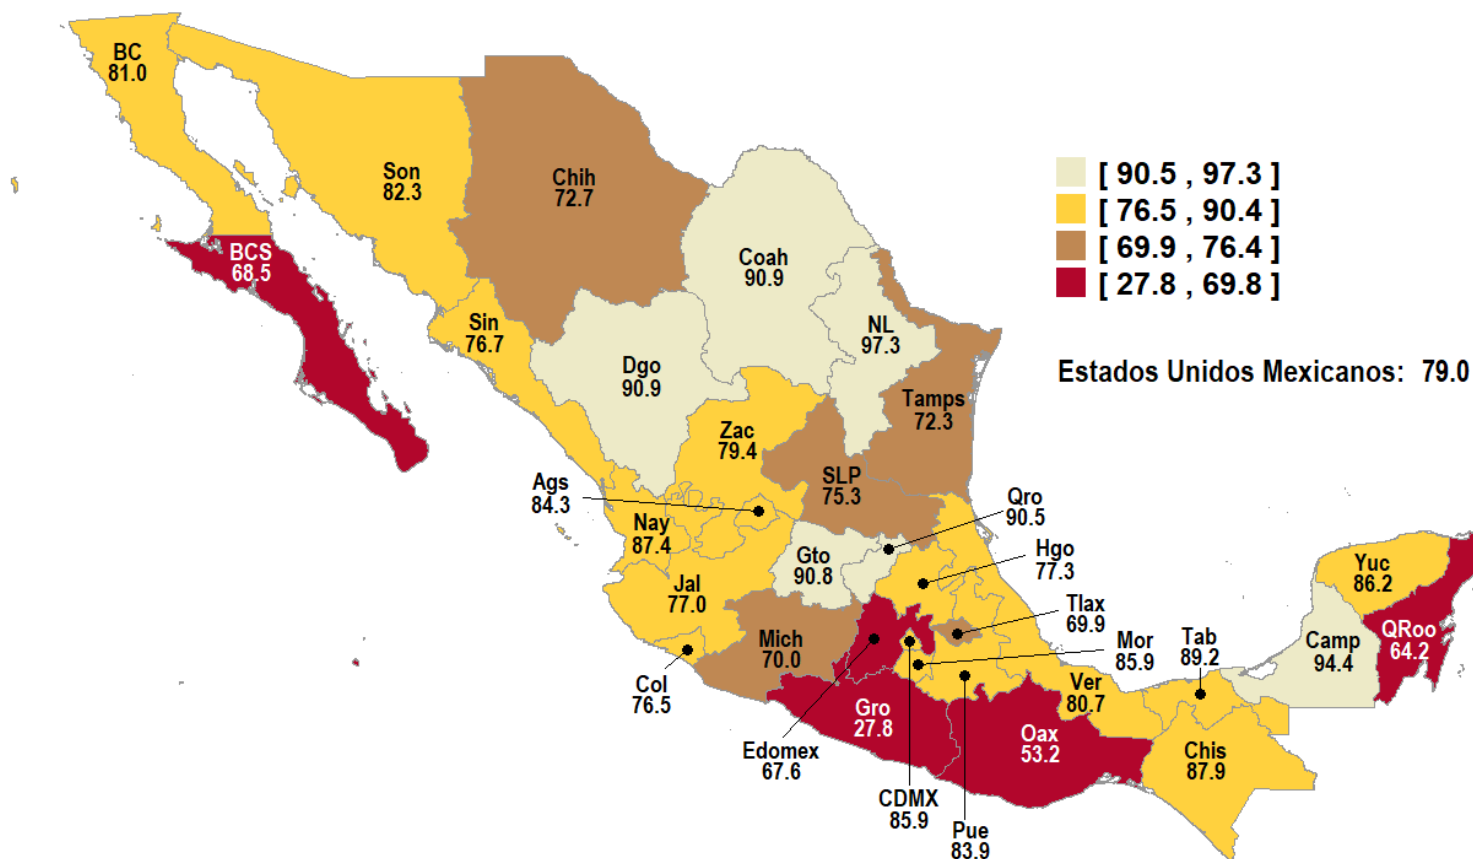 BC
81.0
Son
82.3
Chih
72.7
BCS
68.5
Coah
90.9
Sin
76.7
NL
97.3
Dgo
90.9
Tamps
72.3
Zac
79.4
SLP
75.3
Ags
84.3
Nay
87.4
Qro
90.5
Gto
90.8
Hgo
77.3
Jal
77.0
Tlax
69.9
Mich
70.0
Mor
85.9
Tab
89.2
Yuc
86.2
Camp
94.4
QRoo
64.2
Col
76.5
Ver
80.7
Gro
27.8
Oax
53.2
Chis
87.9
Edomex
67.6
CDMX
85.9
Pue
83.9
[ 90.5 , 97.3 ]
[ 76.5 , 90.4 ]
[ 69.9 , 76.4 ]
[ 27.8 , 69.8 ]
Estados Unidos Mexicanos: 79.0